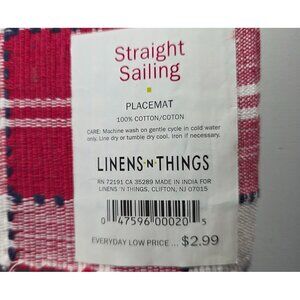 Straight
Sailing
PLACEMAT
100% COTTON/COTON
CARE: Machine wash on gentle cycle in cold water
only. Line dry or tumble dry cool. Iron if necessary.
LINENS·N·THINGS
RN 72191 CA 35289 MADE IN INDIA FOR
LINENS 'N THINGS, CLIFTON, NJ 07015
0 47596 00020 5
EVERYDAY LOW PRICE ... $2.99